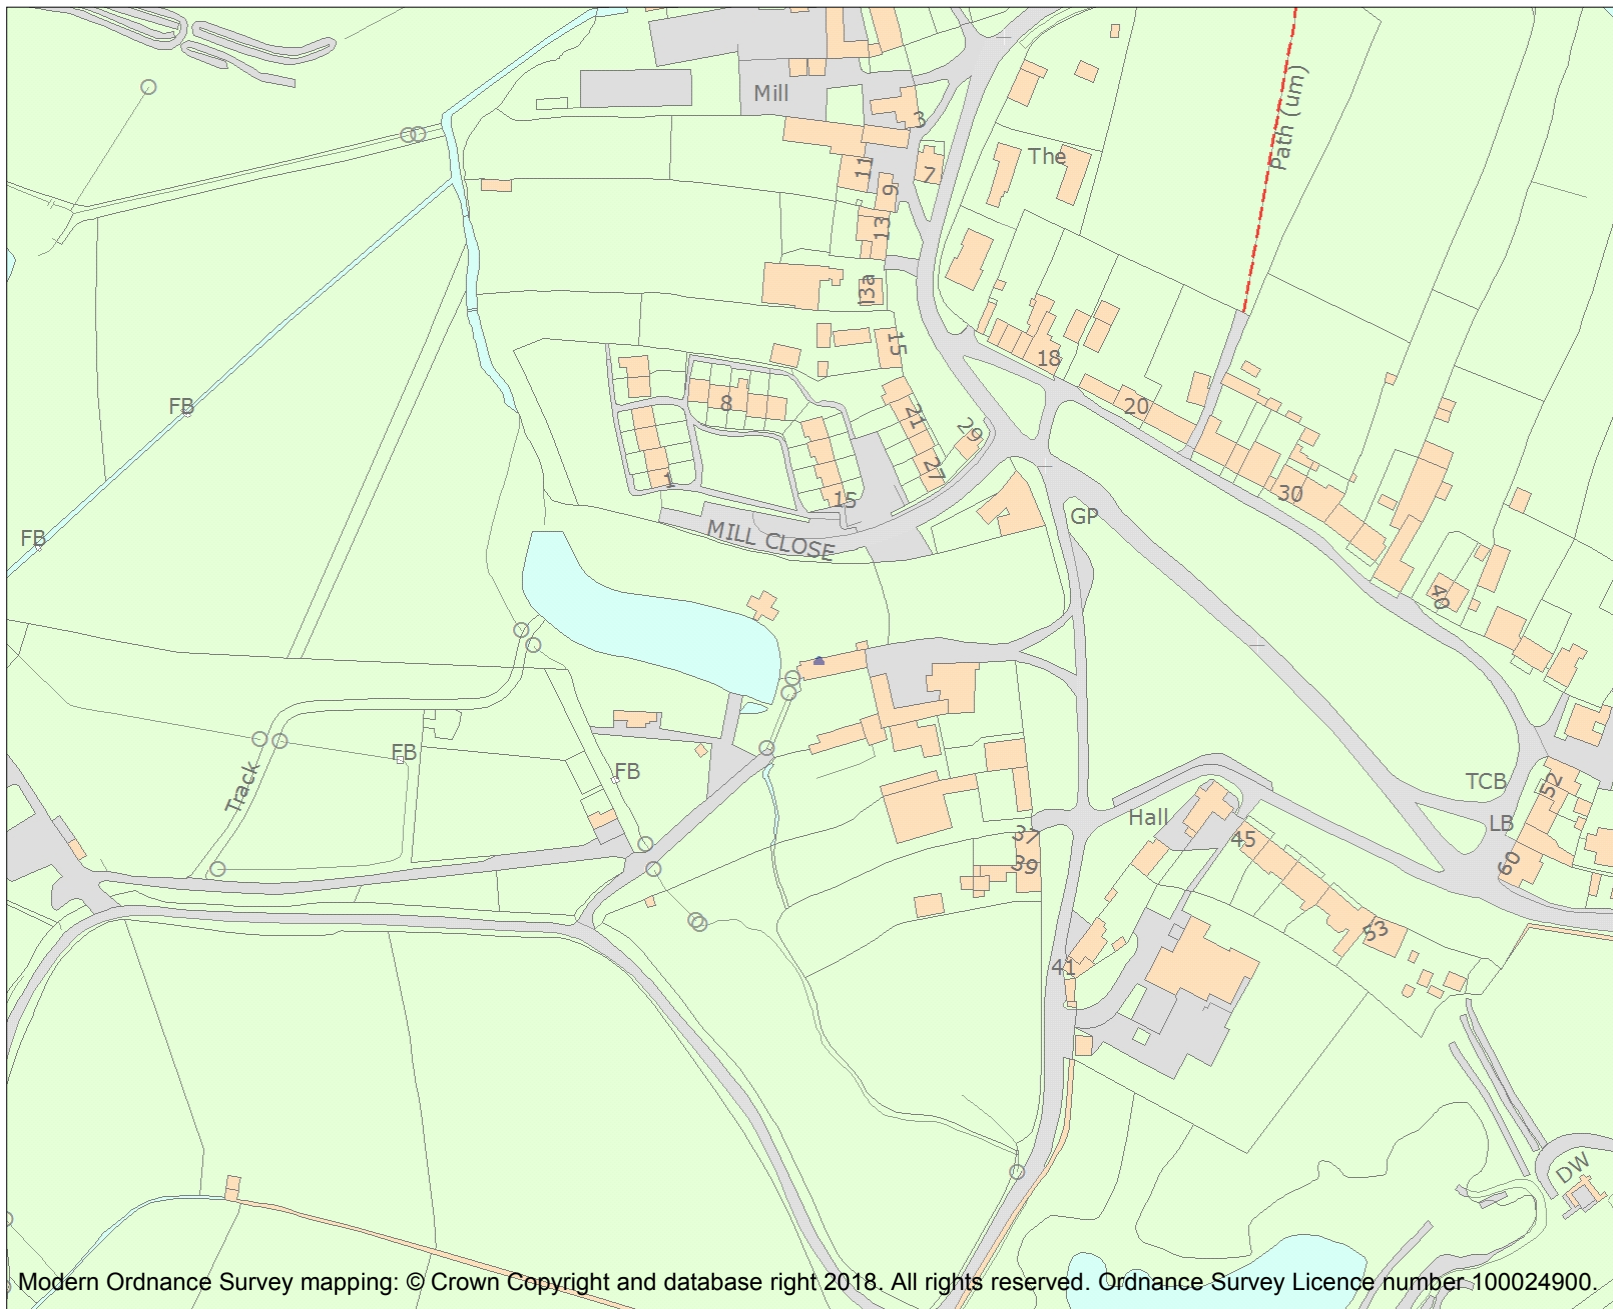 Mill
3
Path (um)
The
11
7
9
13
13a
15
18
8
20
FB
21
29
27
1
15
30
GP
MILL CLOSE
FB
40
FB
FB
Track
TCB
52
Hall
LB
37
45
39
60
53
41
DW
Modern Ordnance Survey mapping: © Crown Copyright and database right 2018. All rights reserved. Ordnance Survey Licence number 100024900.